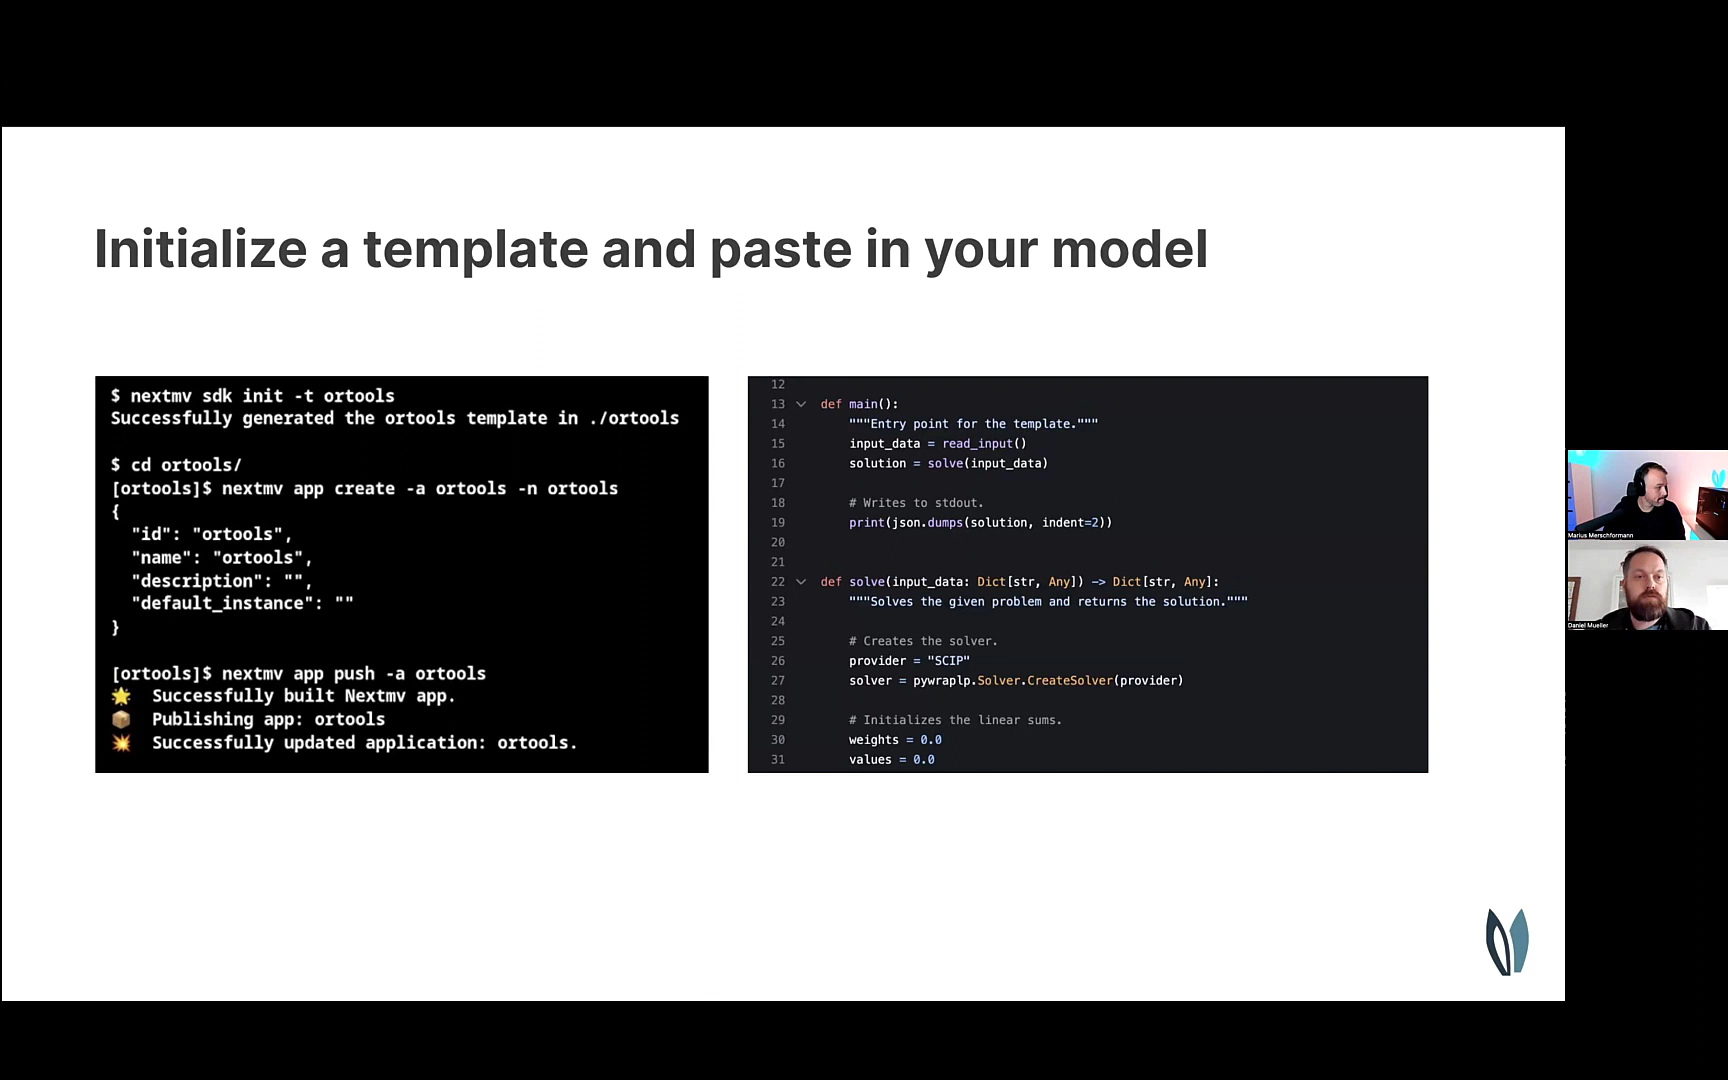 Initialize a template and paste in your model
$ nextmv sdk init -t ortools
Successfully generated the ortools template in ./ortools
$ cd ortools/
[ortools]$ nextmv app create -a ortools -n ortools
{
"id": "ortools",
"name": "ortools",
"description": "",
"default_instance": ""
}
[ortools]$ nextmv app push -a ortools
🌟 Successfully built Nextmv app.
📦 Publishing app: ortools
💥 Successfully updated application: ortools.
12
13 def main():
14 """Entry point for the template."""
15 input_data = read_input()
16 solution = solve(input_data)
17
18 # Writes to stdout.
19 print(json.dumps(solution, indent=2))
20
21
22 def solve(input_data: Dict[str, Any]) -> Dict[str, Any]:
23 """Solves the given problem and returns the solution."""
24
25 # Creates the solver.
26 provider = "SCIP"
27 solver = pywraplp.Solver.CreateSolver(provider)
28
29 # Initializes the linear sums.
30 weights = 0.0
31 values = 0.0
Marius Merschformann
Daniel Mueller